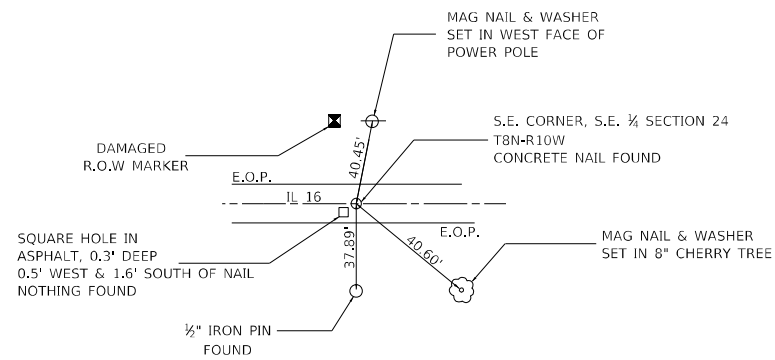 MAG NAIL & WASHER
SET IN WEST FACE OF
POWER POLE
S.E. CORNER, S.E. ¼ SECTION 24
T8N-R10W
CONCRETE NAIL FOUND
DAMAGED
R.O.W MARKER
40.45'
E.O.P.
IL 16
E.O.P.
37.89'
40.60'
SQUARE HOLE IN
ASPHALT, 0.3' DEEP
0.5' WEST & 1.6' SOUTH OF NAIL
NOTHING FOUND
MAG NAIL & WASHER
SET IN 8" CHERRY TREE
½" IRON PIN
FOUND